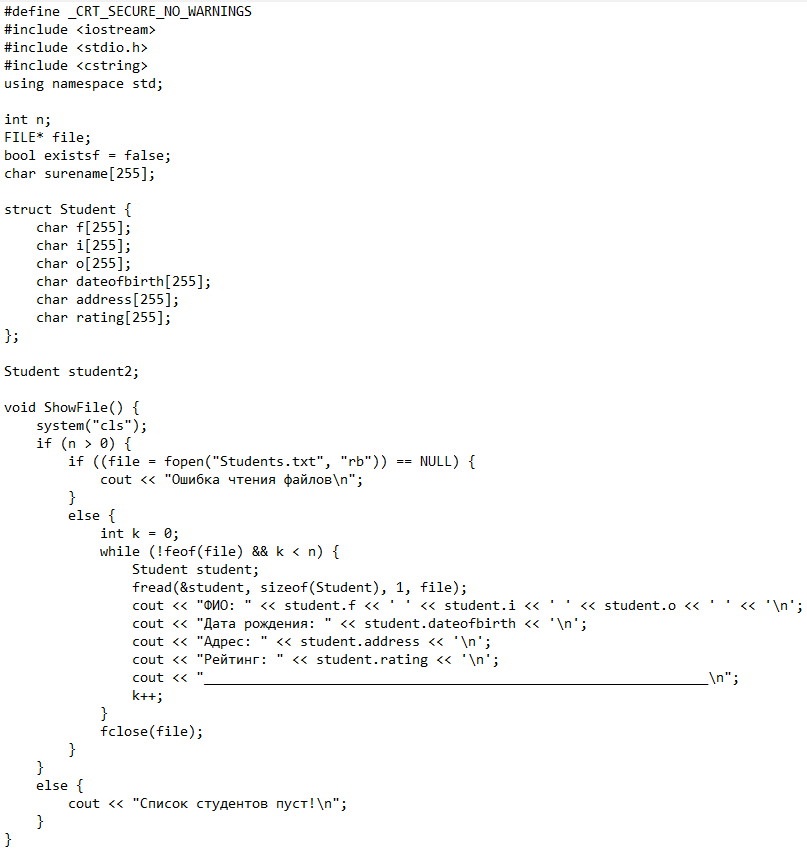 #define _CRT_SECURE_NO_WARNINGS
#include <iostream>
#include <stdio.h>
#include <cstring>
using namespace std;

int n;
FILE* file;
bool existsf = false;
char surename[255];

struct Student {
    char f[255];
    char i[255];
    char o[255];
    char dateofbirth[255];
    char address[255];
    char rating[255];
};

Student student2;

void ShowFile() {
    system("cls");
    if (n > 0) {
        if ((file = fopen("Students.txt", "rb")) == NULL) {
            cout << "Ошибка чтения файлов\n";
        }
        else {
            int k = 0;
            while (!feof(file) && k < n) {
                Student student;
                fread(&student, sizeof(Student), 1, file);
                cout << "ФИО: " << student.f << ' ' << student.i << ' ' << student.o << ' ' << '\n';
                cout << "Дата рождения: " << student.dateofbirth << '\n';
                cout << "Адрес: " << student.address << '\n';
                cout << "Рейтинг: " << student.rating << '\n';
                cout << "_______________________________________________________________\n";
                k++;
            }
            fclose(file);
        }
    }
    else {
        cout << "Список студентов пуст!\n";
    }
}